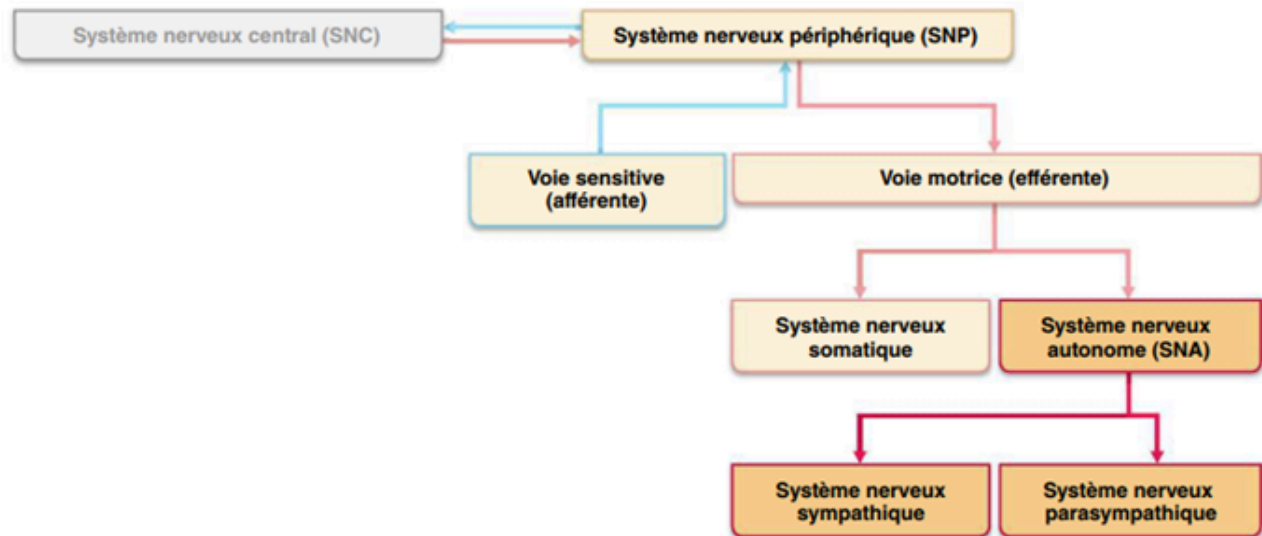 Système nerveux central (SNC)
Système nerveux périphérique (SNP)
Voie sensitive
(afférente)
Voie motrice (efférente)
Système nerveux
somatique
Système nerveux
autonome (SNA)
Système nerveux
sympathique
Système nerveux
parasympathique